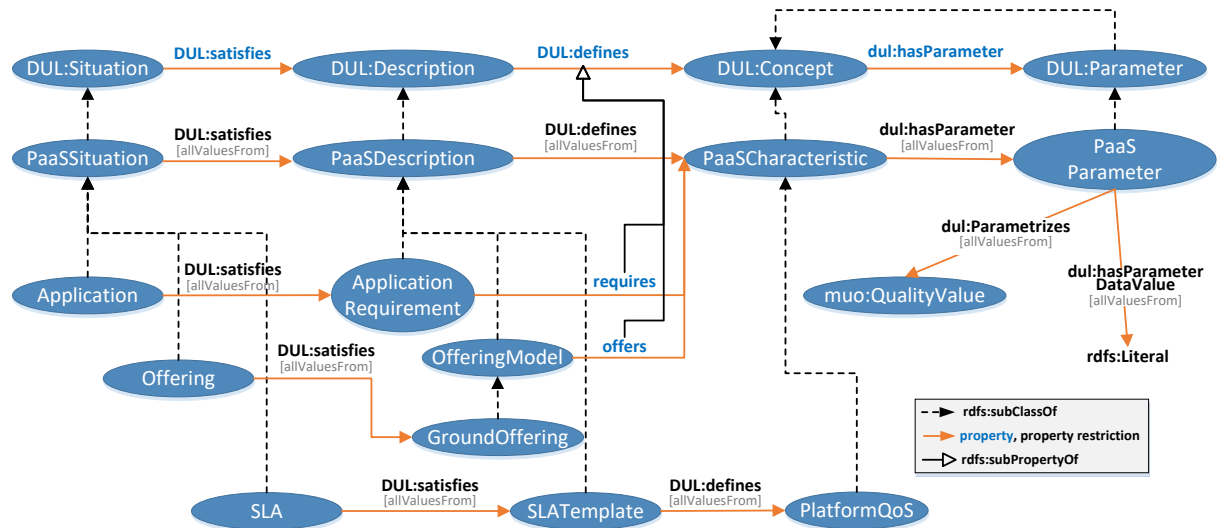 DUL:satisfies
DUL:defines
DUL:Situation
DUL:Description
DUL:Concept
dul:hasParameter
DUL:Parameter
DUL:satisfies
[allValuesFrom]
DUL:defines
[allValuesFrom]
dul:hasParameter
[allValuesFrom]
PaaSSituation
PaaSDescription
PaaSCharacteristic
PaaS
Parameter
dul:Parametrizes
[allValuesFrom]
DUL:satisfies
[allValuesFrom]
Application
Application
Requirement
requires
muo:QualityValue
dul:hasParameter
DataValue
[allValuesFrom]
DUL:satisfies
[allValuesFrom]
OfferingModel
offers
rdfs:Literal
Offering
GroundOffering
rdfs:subClassOf
property, property restriction
rdfs:subPropertyOf
DUL:satisfies
[allValuesFrom]
DUL:defines
[allValuesFrom]
SLA
SLATemplate
PlatformQoS